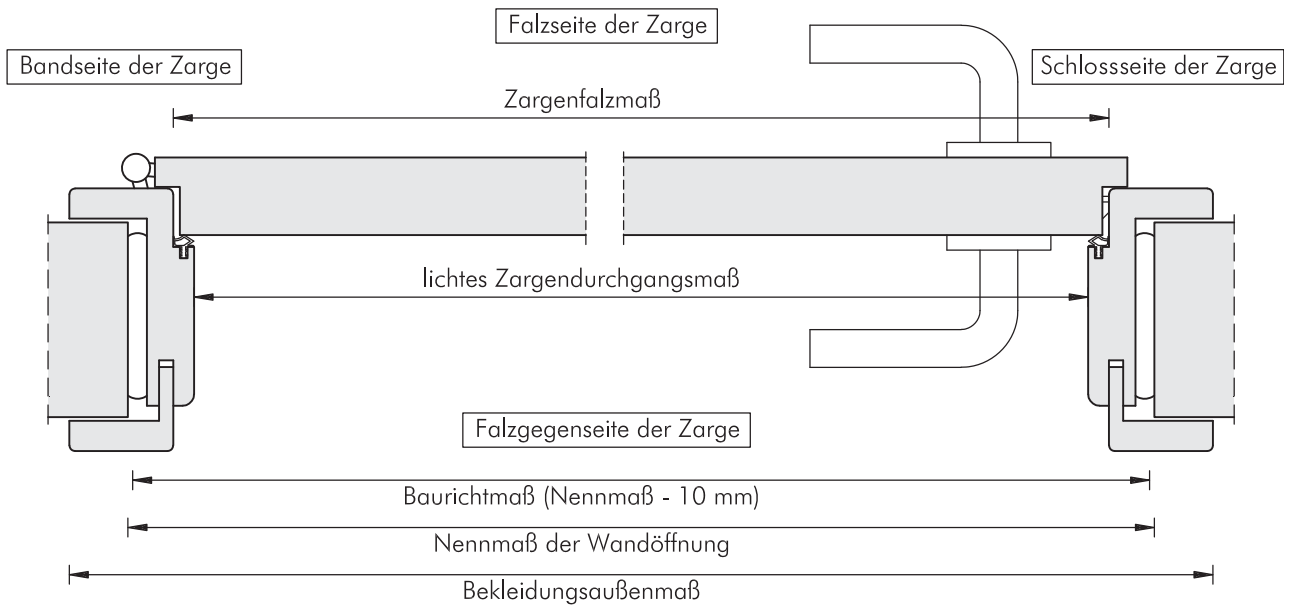 Falzseite der Zarge
Bandseite der Zarge
Schlossseite der Zarge
Zargenfalzmaß
lichtes Zargendurchgangsmaß
Falzgegenseite der Zarge
Baurichtmaß (Nennmaß - 10 mm)
Nennmaß der Wandöffnung
Bekleidungsaußenmaß